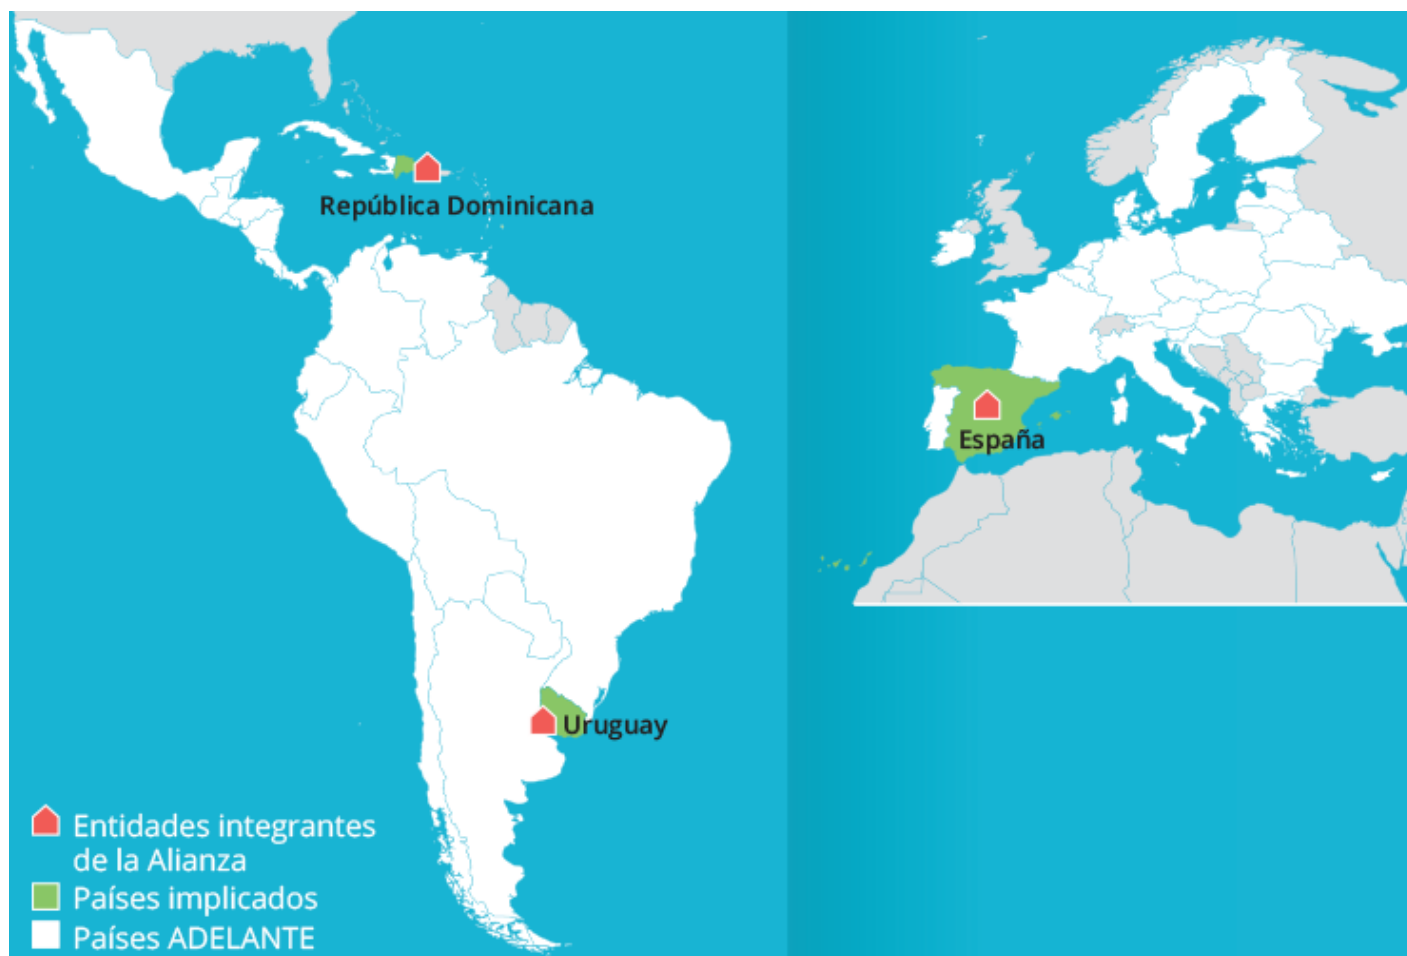 República Dominicana
España
Uruguay
Entidades integrantes
de la Alianza
Países implicados
Países ADELANTE